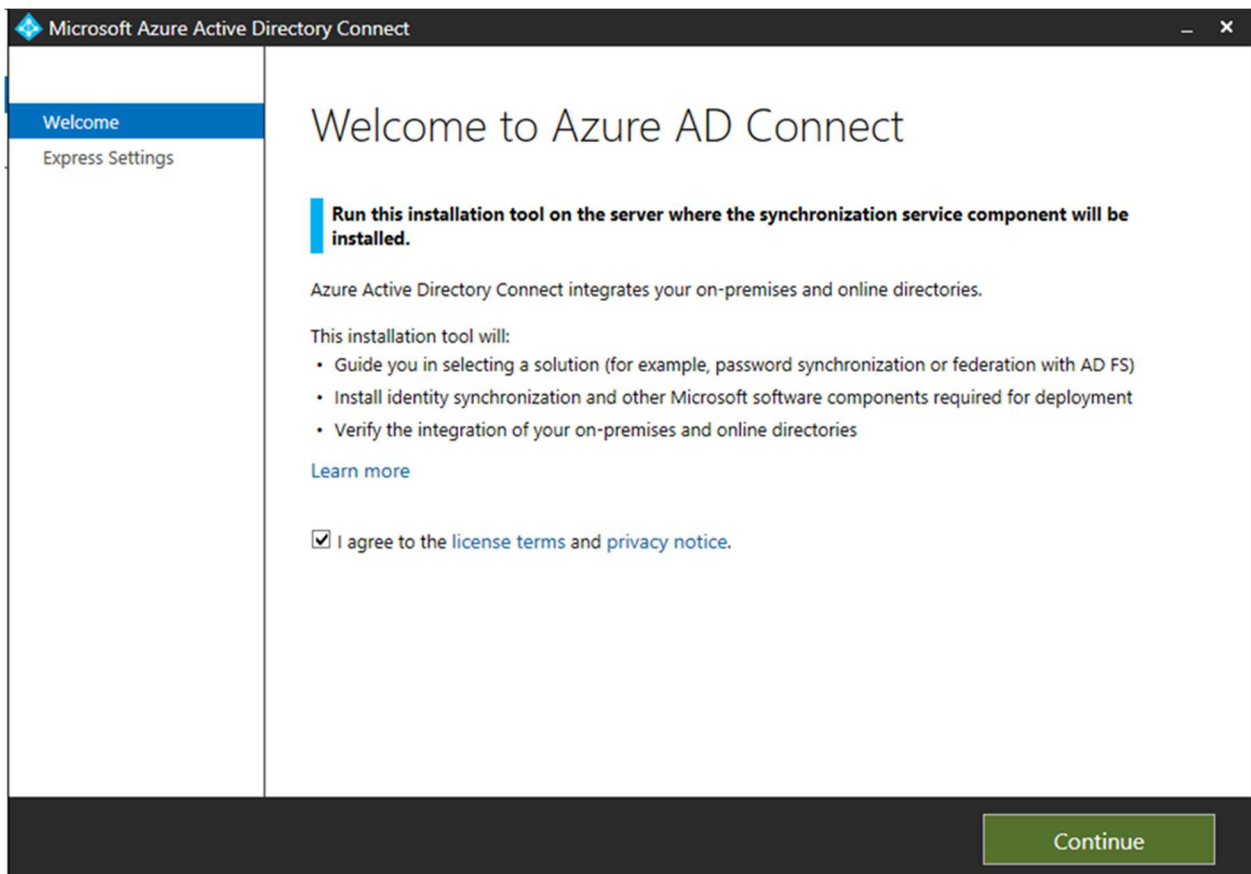 Microsoft Azure Active Directory Connect
Welcome
Express Settings
Welcome to Azure AD Connect
Run this installation tool on the server where the synchronization service component will be
installed.
Azure Active Directory Connect integrates your on-premises and online directories.
This installation tool will:
• Guide you in selecting a solution (for example, password synchronization or federation with AD FS)
• Install identity synchronization and other Microsoft software components required for deployment
• Verify the integration of your on-premises and online directories
Learn more
I agree to the license terms and privacy notice.
Continue